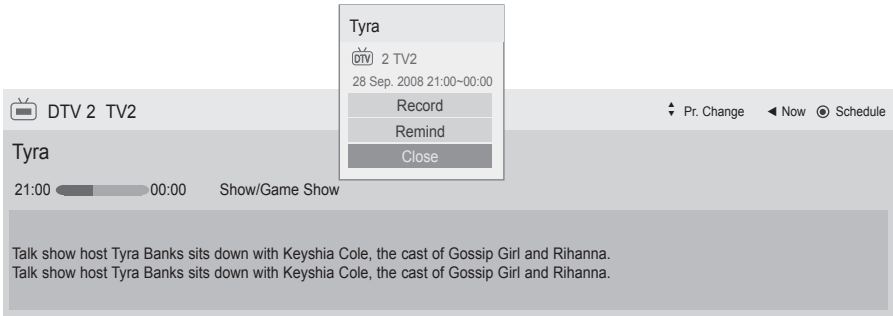 Tyra
DTV 2 TV2
28 Sep. 2008 21:00~00:00
Record
Remind
Close
DTV 2 TV2
Pr. Change Now Schedule
Tyra
21:00 00:00 Show/Game Show
Talk show host Tyra Banks sits down with Keyshia Cole, the cast of Gossip Girl and Rihanna.
Talk show host Tyra Banks sits down with Keyshia Cole, the cast of Gossip Girl and Rihanna.